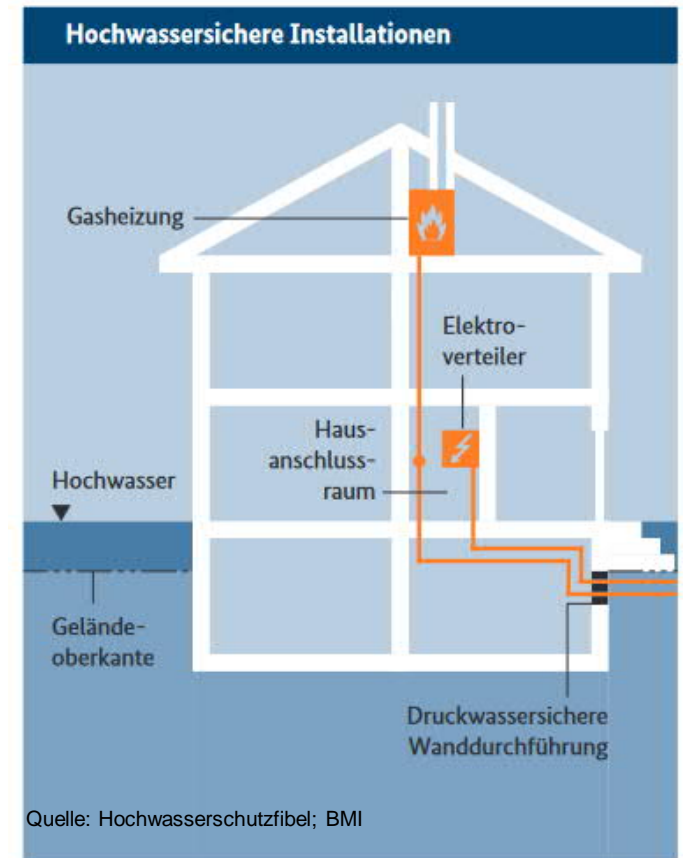 Hochwassersichere Installationen
Gasheizung
Elektro-
verteiler
Haus-
anschluss-
raum
Hochwasser
Gelände-
oberkante
Druckwassersichere
Wanddurchführung
Quelle: Hochwasserschutzfibel; BMI